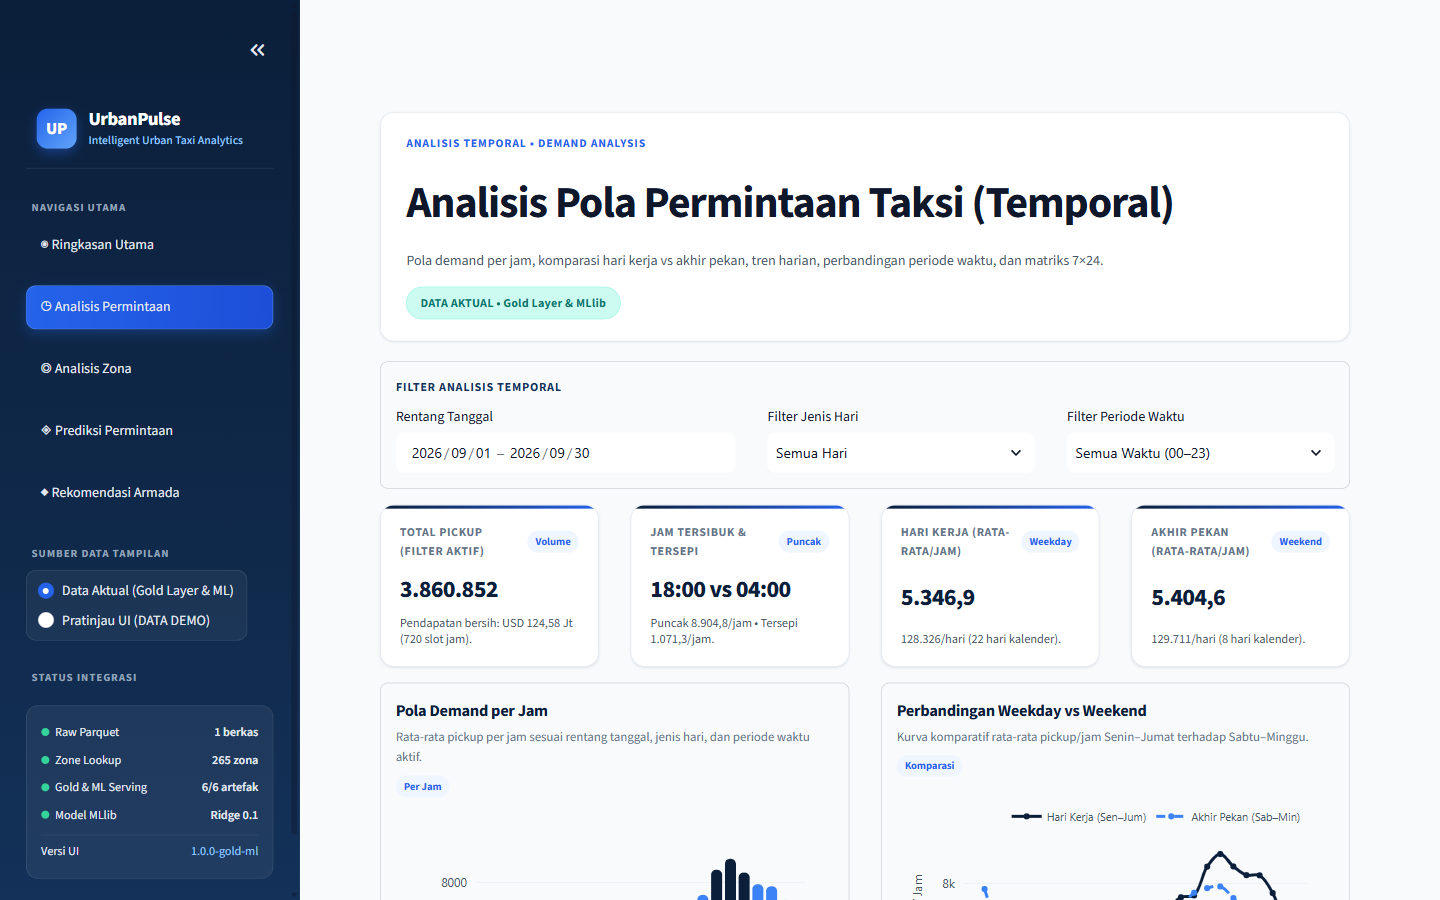 UP
UrbanPulse
Intelligent Urban Taxi Analytics
NAVIGASI UTAMA
Ringkasan Utama
Analisis Permintaan
Analisis Zona
Prediksi Permintaan
Rekomendasi Armada
SUMBER DATA TAMPILAN
Data Aktual (Gold Layer & ML)
Pratinjau UI (DATA DEMO)
STATUS INTEGRASI
Raw Parquet 1 berkas
Zone Lookup 265 zona
Gold & ML Serving 6/6 artefak
Model MLlib Ridge 0.1
Versi UI 1.0.0-gold-ml
ANALISIS TEMPORAL • DEMAND ANALYSIS
Analisis Pola Permintaan Taksi (Temporal)
Pola demand per jam, komparasi hari kerja vs akhir pekan, tren harian, perbandingan periode waktu, dan matriks 7×24.
DATA AKTUAL • Gold Layer & MLlib
FILTER ANALISIS TEMPORAL
Rentang Tanggal
2026/09/01 – 2026/09/30
Filter Jenis Hari
Semua Hari
Filter Periode Waktu
Semua Waktu (00–23)
TOTAL PICKUP
(FILTER AKTIF)
Volume
3.860.852
Pendapatan bersih: USD 124,58 Jt
(720 slot jam).
JAM TERSIBUK &
TERSEPI
Puncak
18:00 vs 04:00
Puncak 8.904,8/jam • Tersepi
1.071,3/jam.
HARI KERJA (RATA-
RATA/JAM)
Weekday
5.346,9
128.326/hari (22 hari kalender).
AKHIR PEKAN
(RATA-RATA/JAM)
Weekend
5.404,6
129.711/hari (8 hari kalender).
Pola Demand per Jam
Rata-rata pickup per jam sesuai rentang tanggal, jenis hari, dan periode waktu
aktif.
Per Jam
8000
Perbandingan Weekday vs Weekend
Kurva komparatif rata-rata pickup/jam Senin–Jumat terhadap Sabtu–Minggu.
Komparasi
Hari Kerja (Sen–Jum) Akhir Pekan (Sab–Min)
8k
Jam